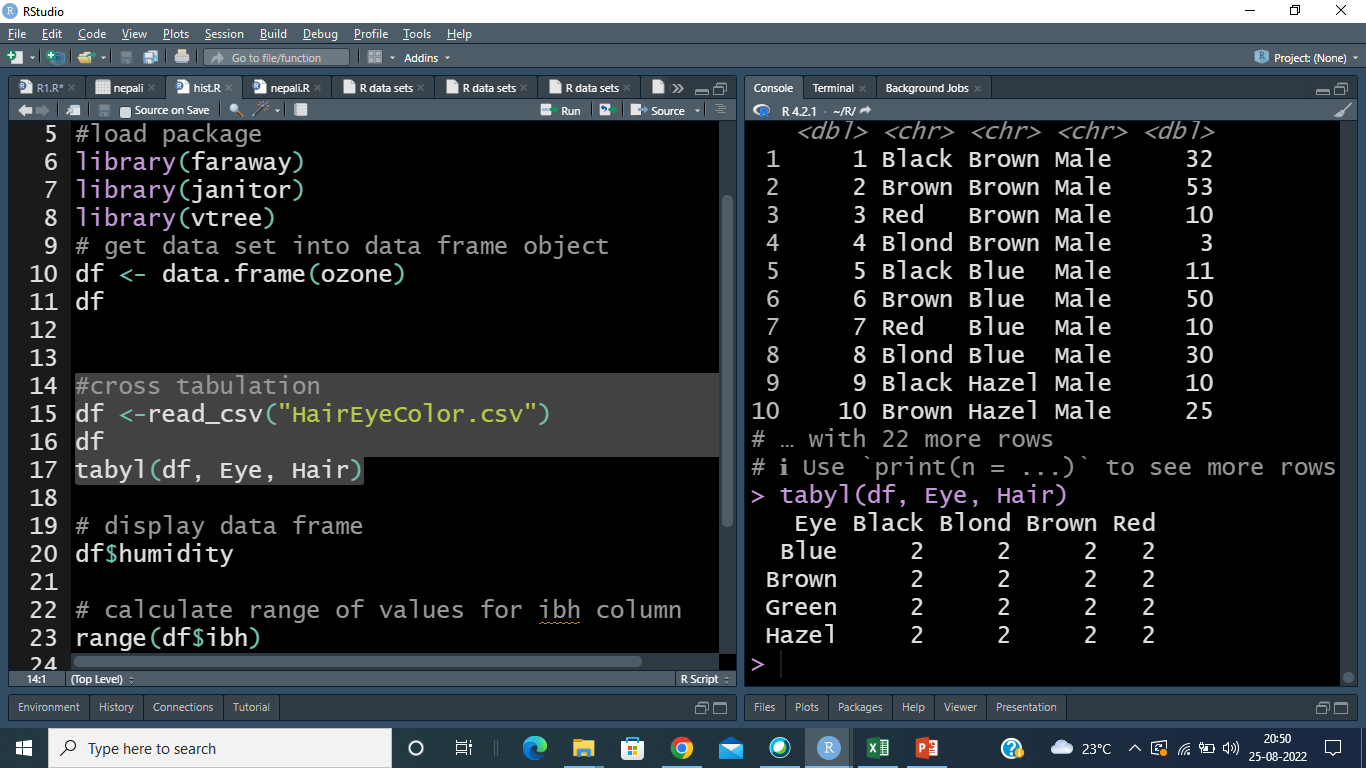 RStudio
File Edit Code View Plots Session Build Debug Profile Tools Help
Go to file/function Addins Project: (None)
R1.R* nepali hist.R nepali.R R data sets R data sets R data sets
Source on Save Run Source
5 #load package
6 library(faraway)
7 library(janitor)
8 library(vtree)
9 # get data set into data frame object
10 df <- data.frame(ozone)
11 df
12
13
14 #cross tabulation
15 df <-read_csv("HairEyeColor.csv")
16 df
17 tabyl(df, Eye, Hair)
18
19 # display data frame
20 df$humidity
21
22 # calculate range of values for ibh column
23 range(df$ibh)
24
14:1 (Top Level) R Script
Environment History Connections Tutorial
Console Terminal Background Jobs
R 4.2.1 · ~/R/
<dbl> <chr> <chr> <chr> <dbl>
1 1 Black Brown Male 32
2 2 Brown Brown Male 53
3 3 Red Brown Male 10
4 4 Blond Brown Male 3
5 5 Black Blue Male 11
6 6 Brown Blue Male 50
7 7 Red Blue Male 10
8 8 Blond Blue Male 30
9 9 Black Hazel Male 10
10 10 Brown Hazel Male 25
# … with 22 more rows
# ℹ Use `print(n = ...)` to see more rows
> tabyl(df, Eye, Hair)
Eye Black Blond Brown Red
Blue 2 2 2 2
Brown 2 2 2 2
Green 2 2 2 2
Hazel 2 2 2 2
>
Files Plots Packages Help Viewer Presentation
Type here to search
23°C
20:50
25-08-2022